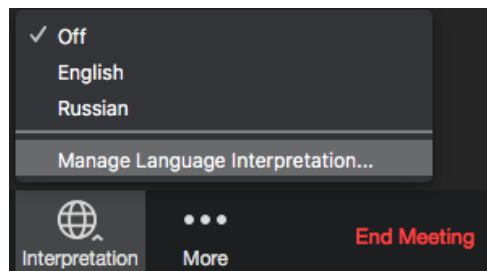 Off
English
Russian
Manage Language Interpretation...
Interpretation
More
End Meeting